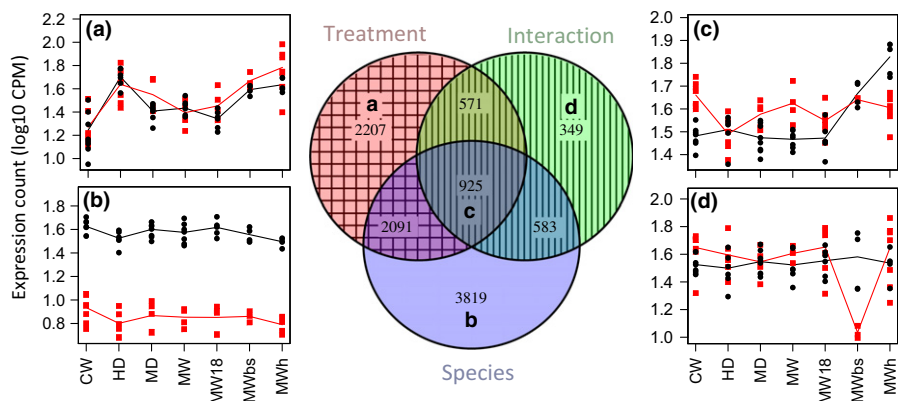 Expression count (log10 CPM)
(a)
2.2
2.0
1.8
1.6
1.4
1.2
1.0
(b)
1.8
1.6
1.4
1.2
1.0
0.8
CW HD MD MW MW18 MWbs MWh
Treatment
Interaction
a
2207
571
d
349
925
c
2091
583
3819
b
Species
(c)
2.0
1.9
1.8
1.7
1.6
1.5
1.4
(d)
2.0
1.8
1.6
1.4
1.2
1.0
CW HD MD MW MW18 MWbs MWh